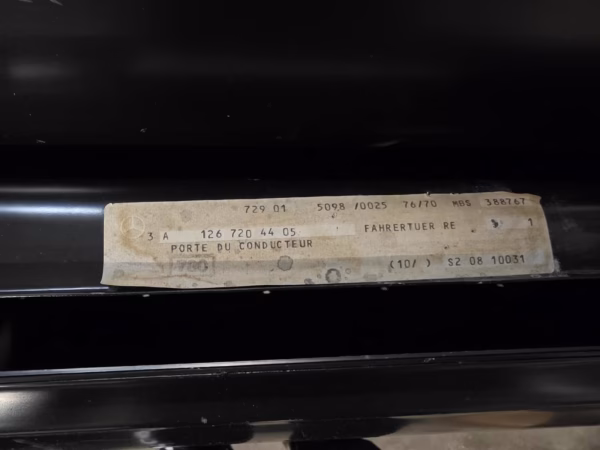 729 01 5098 /0025 76/70 MBS 388767
3 A 126 720 44 05 FAHRERTUER RE 1
PORTE DU CONDUCTEUR
(10/ ) S2 08 10031